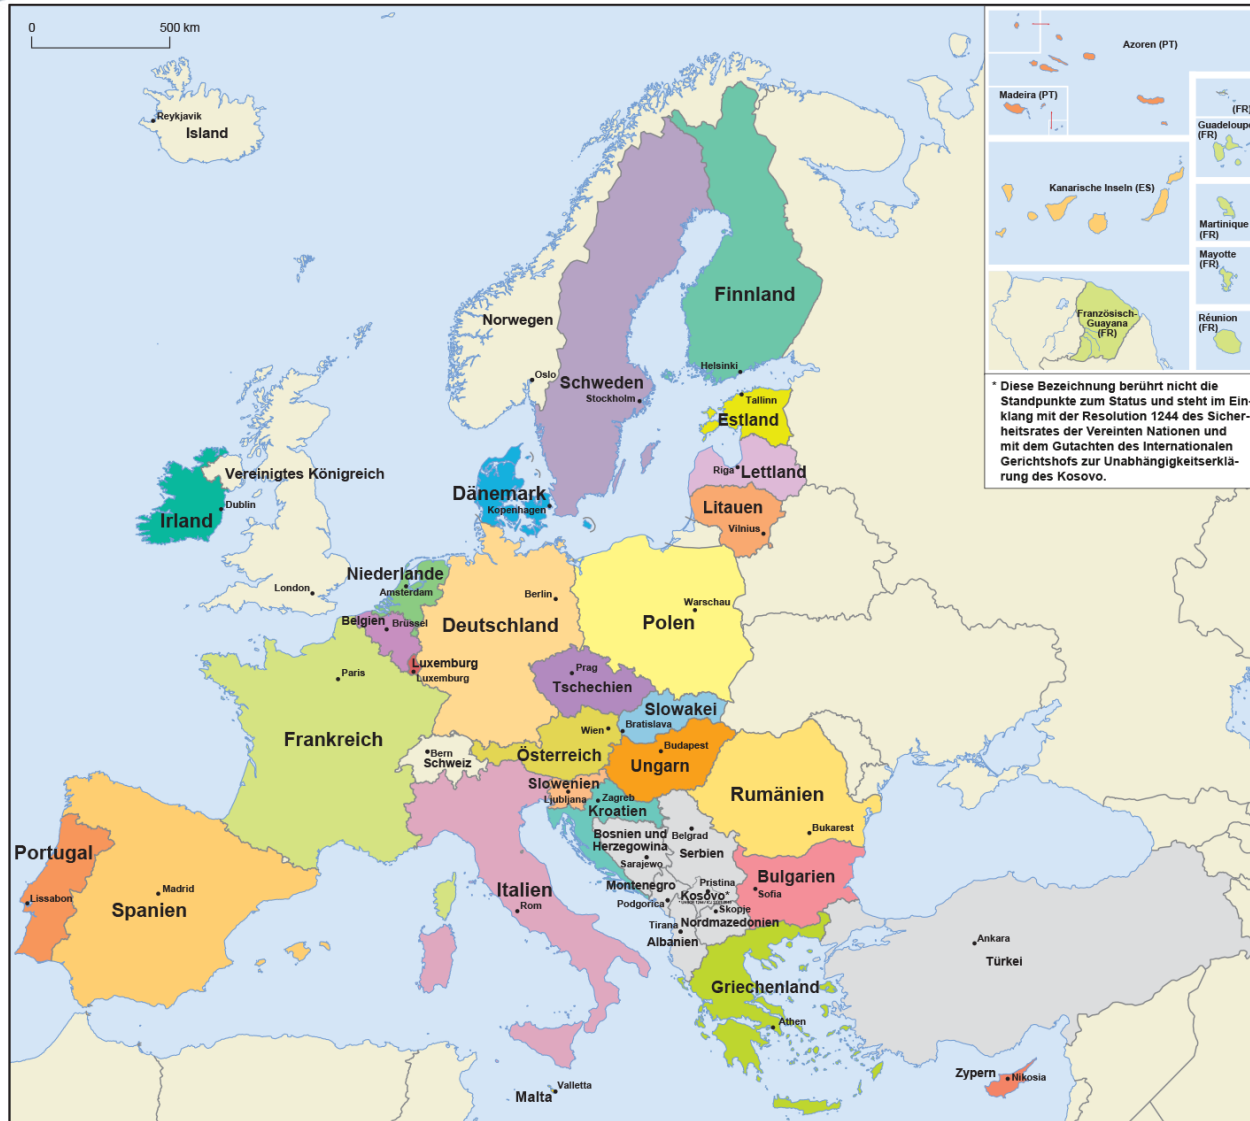 0
500 km
Reykjavik
Island
Norwegen
Oslo
Schweden
Stockholm
Finnland
Helsinki
Tallinn
Estland
Riga
Lettland
Litauen
Vilnius
Dänemark
Kopenhagen
Vereinigtes Königreich
London
Irland
Dublin
Niederlande
Amsterdam
Belgien
Brüssel
Luxemburg
Luxemburg
Deutschland
Berlin
Polen
Warschau
Prag
Tschechien
Slowakei
Bratislava
Wien
Österreich
Budapest
Ungarn
Paris
Frankreich
Bern
Schweiz
Slowenien
Ljubljana
Zagreb
Kroatien
Bosnien und
Herzegowina
Sarajewo
Belgrad
Serbien
Montenegro
Podgorica
Pristina
Kosovo*
Skopje
Nordmazedonien
Tirana
Albanien
Rumänien
Bukarest
Bulgarien
Sofia
Portugal
Lissabon
Madrid
Spanien
Italien
Rom
Griechenland
Athen
Ankara
Türkei
Valletta
Malta
Zypern
Nikosia
Azoren (PT)
Madeira (PT)
Kanarische Inseln (ES)
(FR)
Guadeloupe
(FR)
Martinique
(FR)
Mayotte
(FR)
Französisch-
Guayana
(FR)
Réunion
(FR)
* Diese Bezeichnung berührt nicht die
Standpunkte zum Status und steht im Ein-
klang mit der Resolution 1244 des Sicher-
heitsrates der Vereinten Nationen und
mit dem Gutachten des Internationalen
Gerichtshofs zur Unabhängigkeitserklä-
rung des Kosovo.